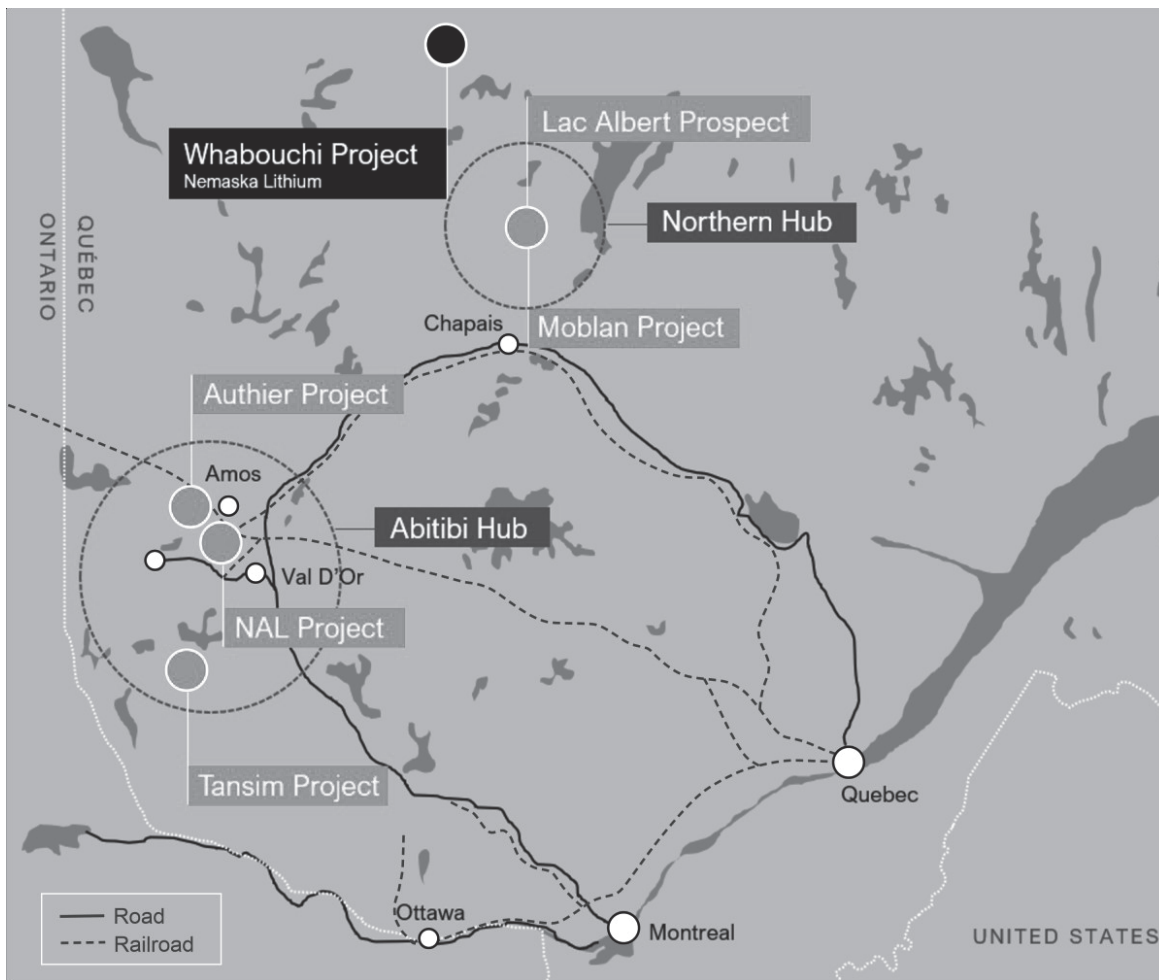 Lac Albert Prospect
Whabouchi Project
Nemaska Lithium
Northern Hub
QUÉBEC
ONTARIO
Chapais
Moblan Project
Authier Project
Amos
Abitibi Hub
Val D'Or
NAL Project
Tansim Project
Quebec
Road
Railroad
Ottawa
Montreal
UNITED STATES